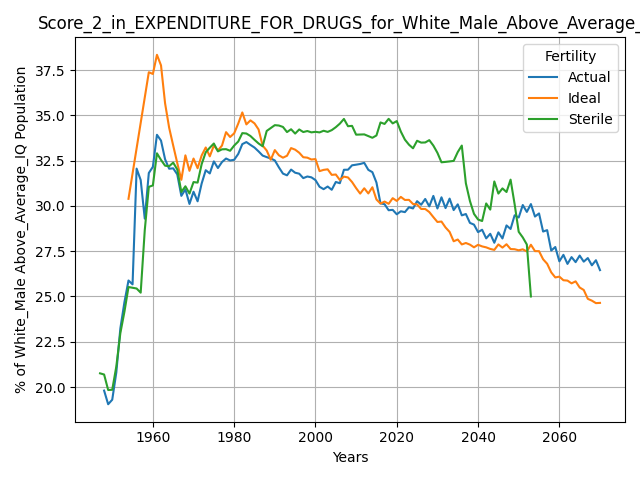 Score_2_in_EXPENDITURE_FOR_DRUGS_for_White_Male_Above_Average_
% of White_Male Above_Average_IQ Population
37.5
35.0
32.5
30.0
27.5
25.0
22.5
20.0
Fertility
Actual
Ideal
Sterile
1960 1980 2000 2020 2040 2060
Years